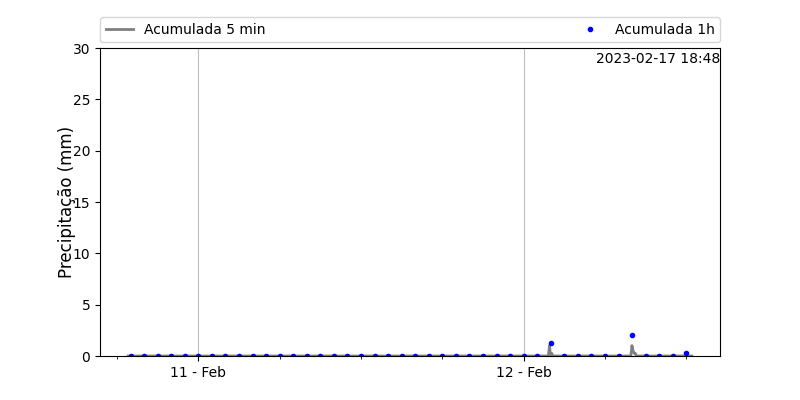 Acumulada 5 min
Acumulada 1h
2023-02-17 18:48
Precipitação (mm)
30
25
20
15
10
5
0
11 - Feb
12 - Feb